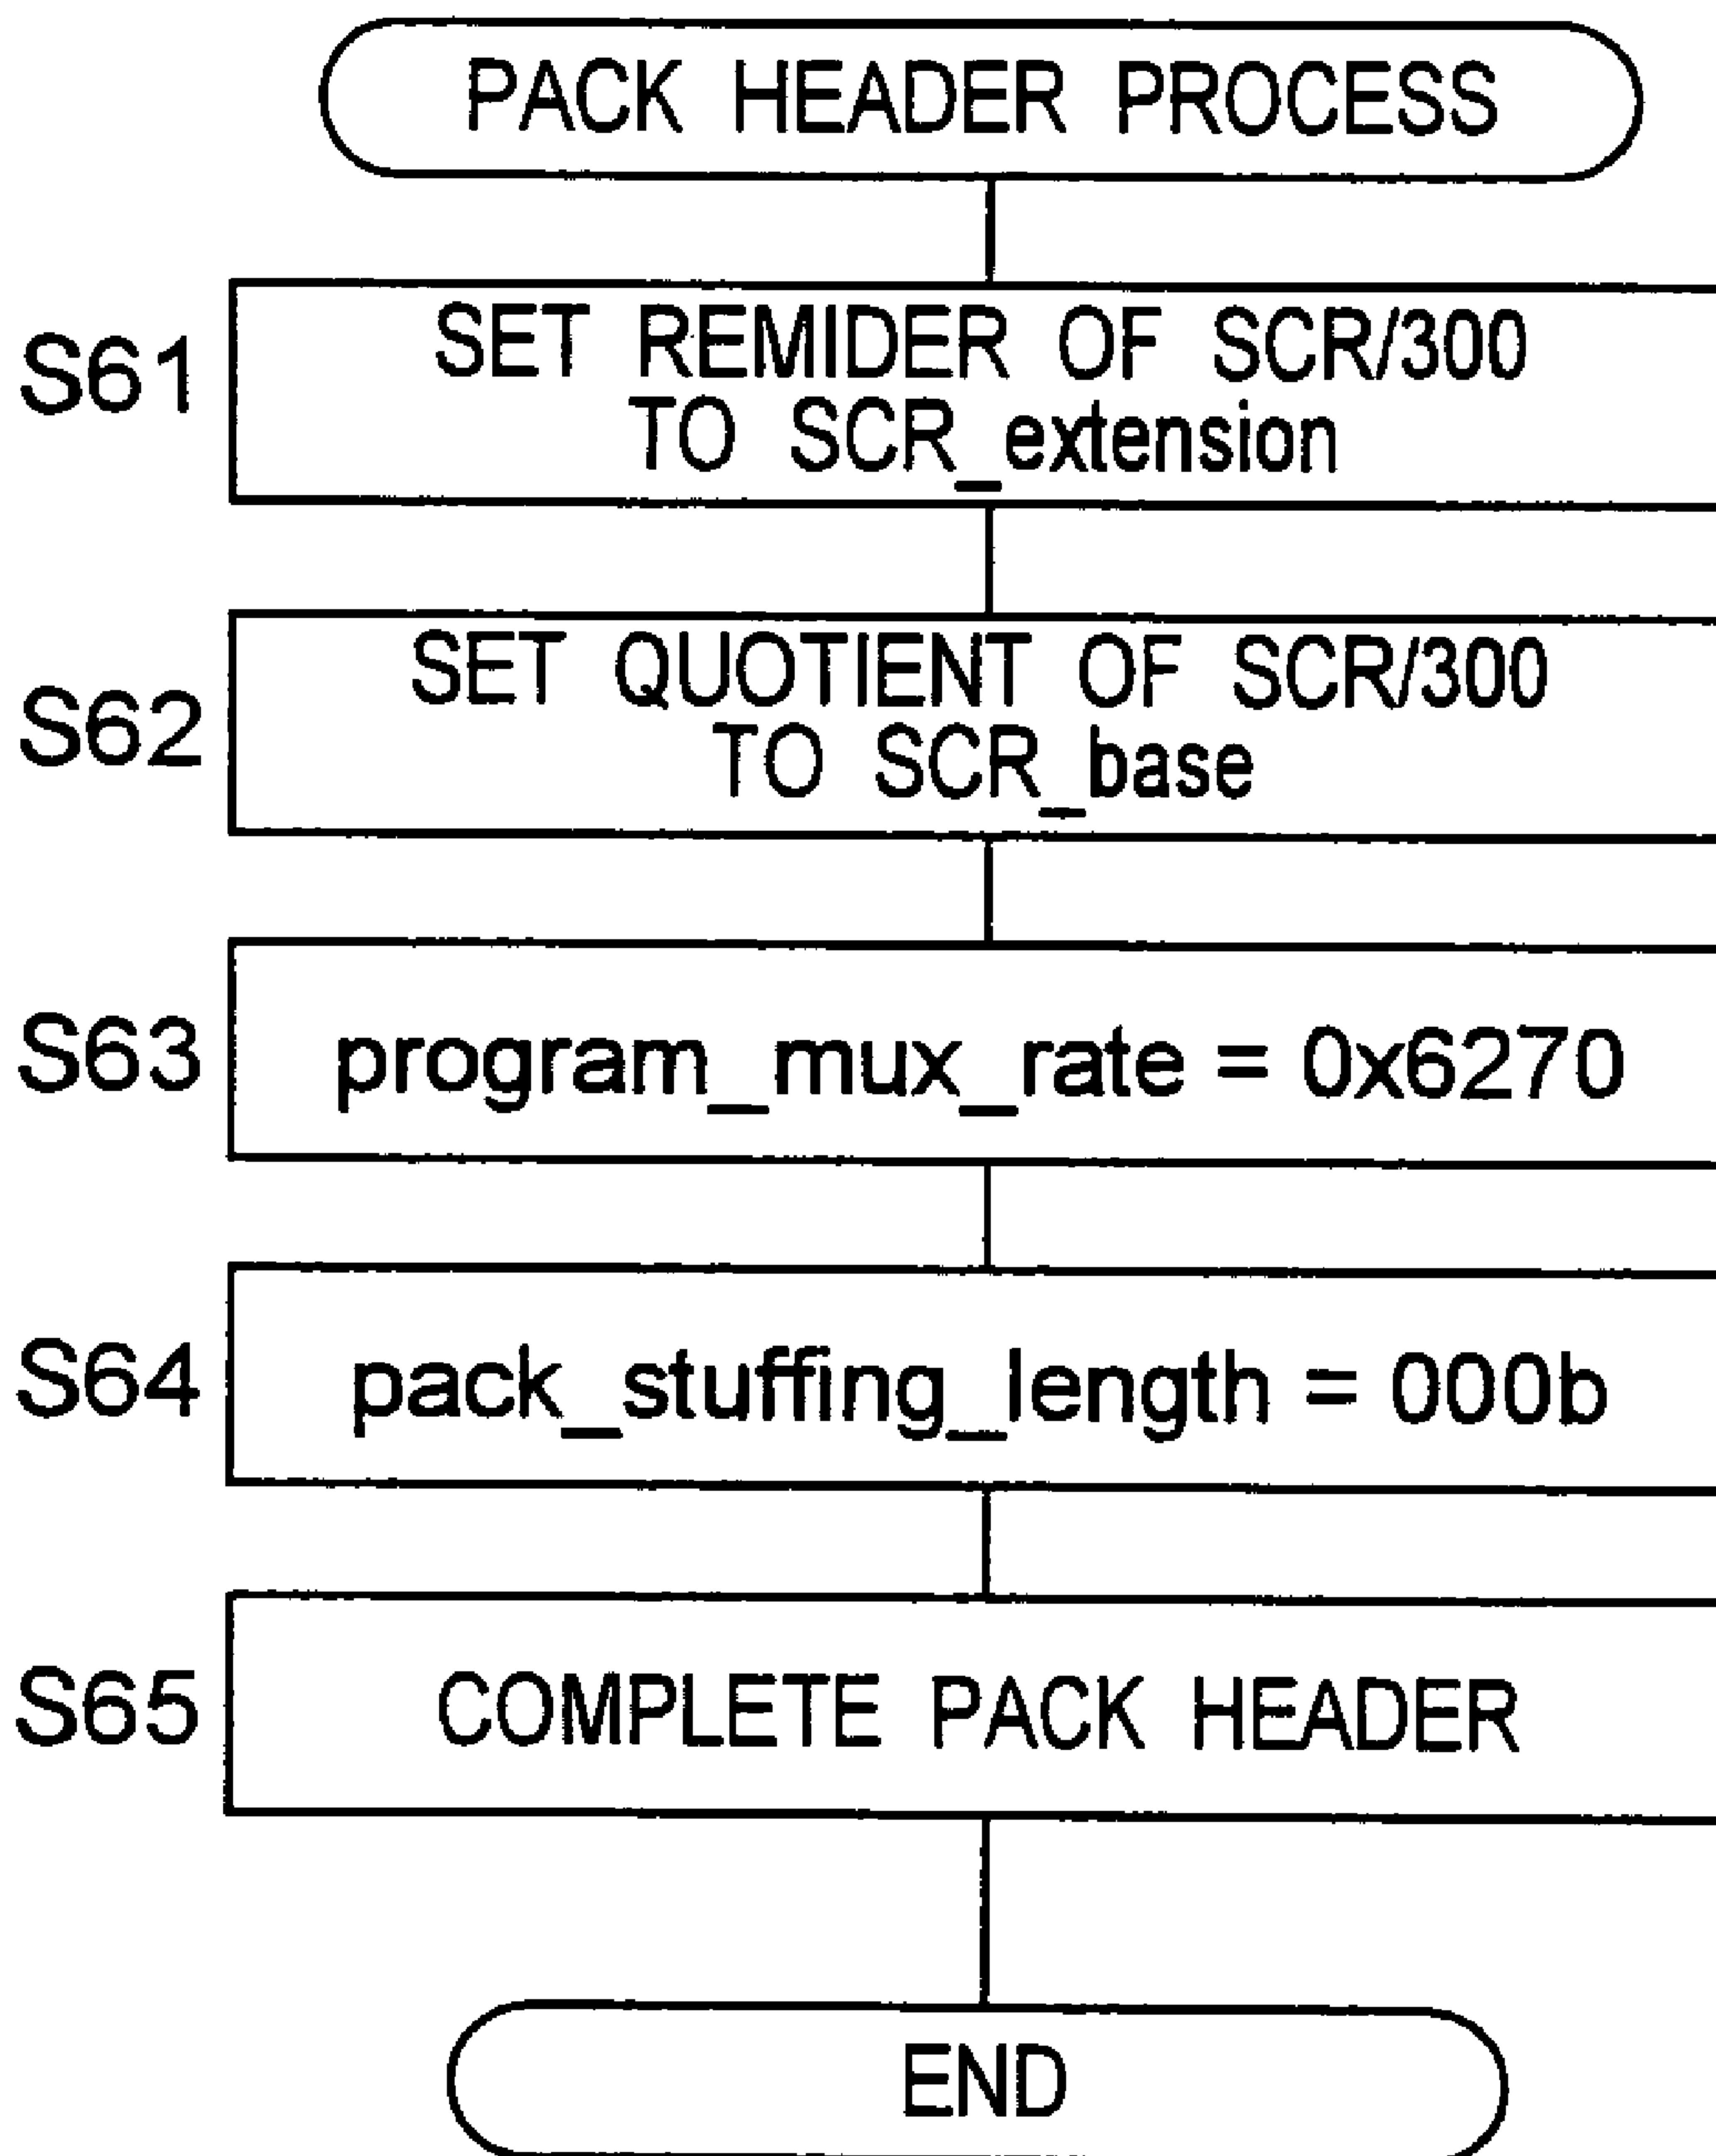 PACK HEADER PROCESS
S61
SET REMIDER OF SCR/300
TO SCR_extension
S62
SET QUOTIENT OF SCR/300
TO SCR_base
S63
program_mux_rate = 0x6270
S64
pack_stuffing_length = 000b
S65
COMPLETE PACK HEADER
END